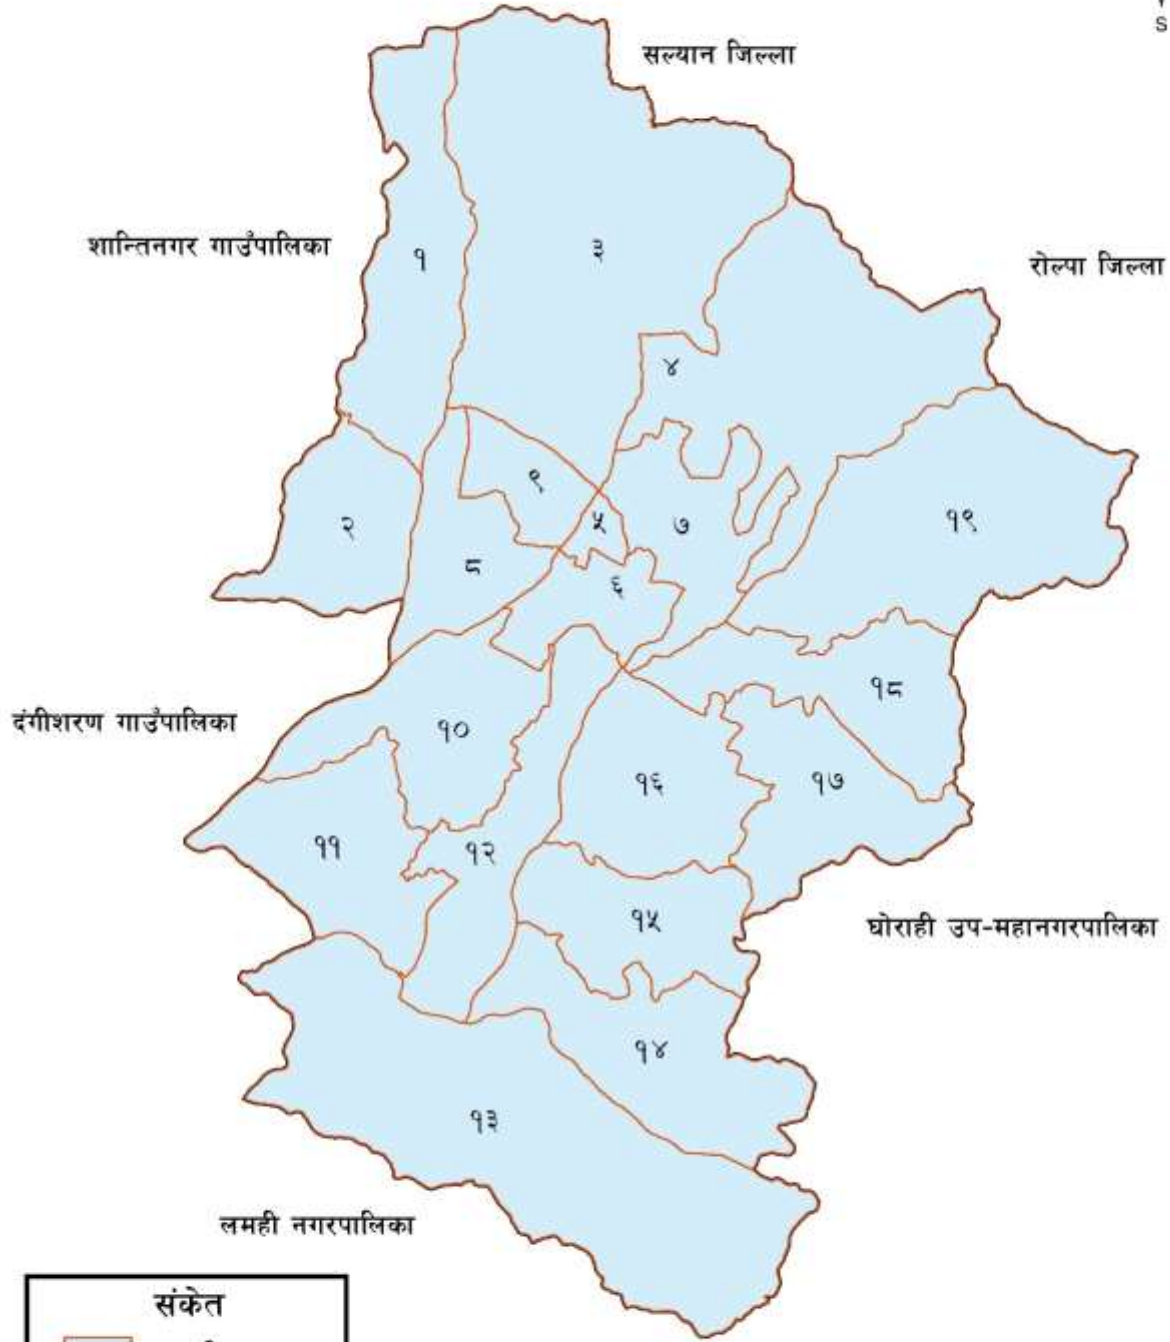 S
सल्यान जिल्ला
शान्तिनगर गाउँपालिका
१
३
रोल्पा जिल्ला
४
९
२
५
७
१९
८
६
१८
दंगीशरण गाउँपालिका
१०
१६
१७
११
१२
१५
घोराही उप-महानगरपालिका
१४
१३
लमही नगरपालिका
संकेत